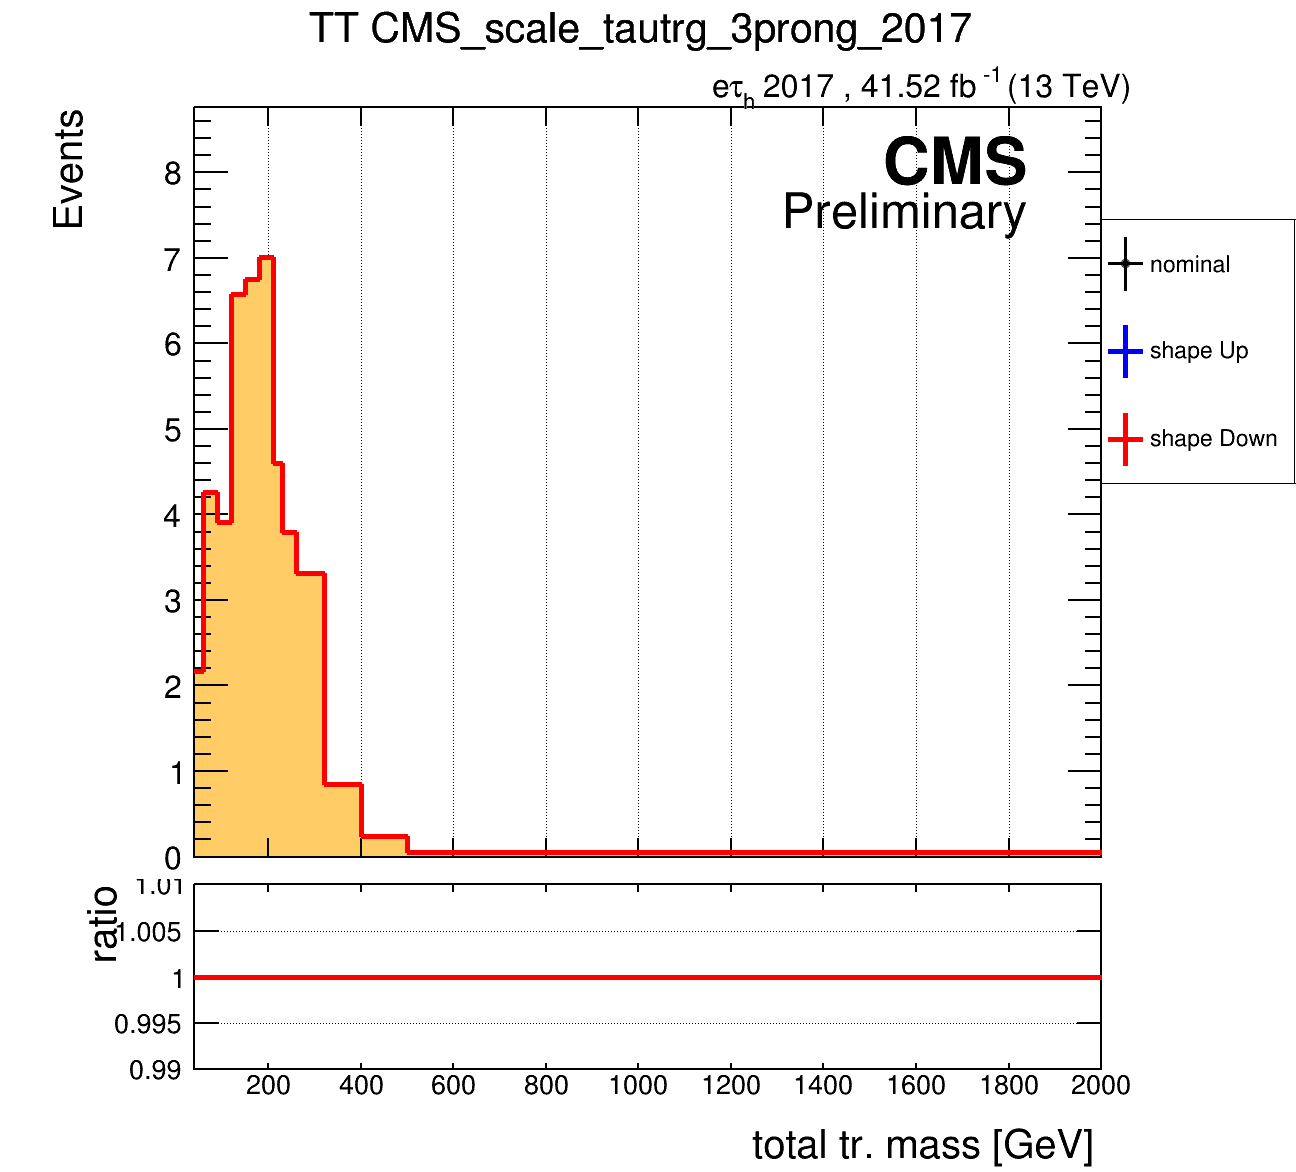 TT CMS_scale_tautrg_3prong_2017
eτh 2017 , 41.52 fb -1 (13 TeV)
Events
CMS
Preliminary
8
7
6
5
4
3
2
1
0
nominal
shape Up
shape Down
ratio
1.01
1.005
1
0.995
0.99
200 400 600 800 1000 1200 1400 1600 1800 2000
total tr. mass [GeV]